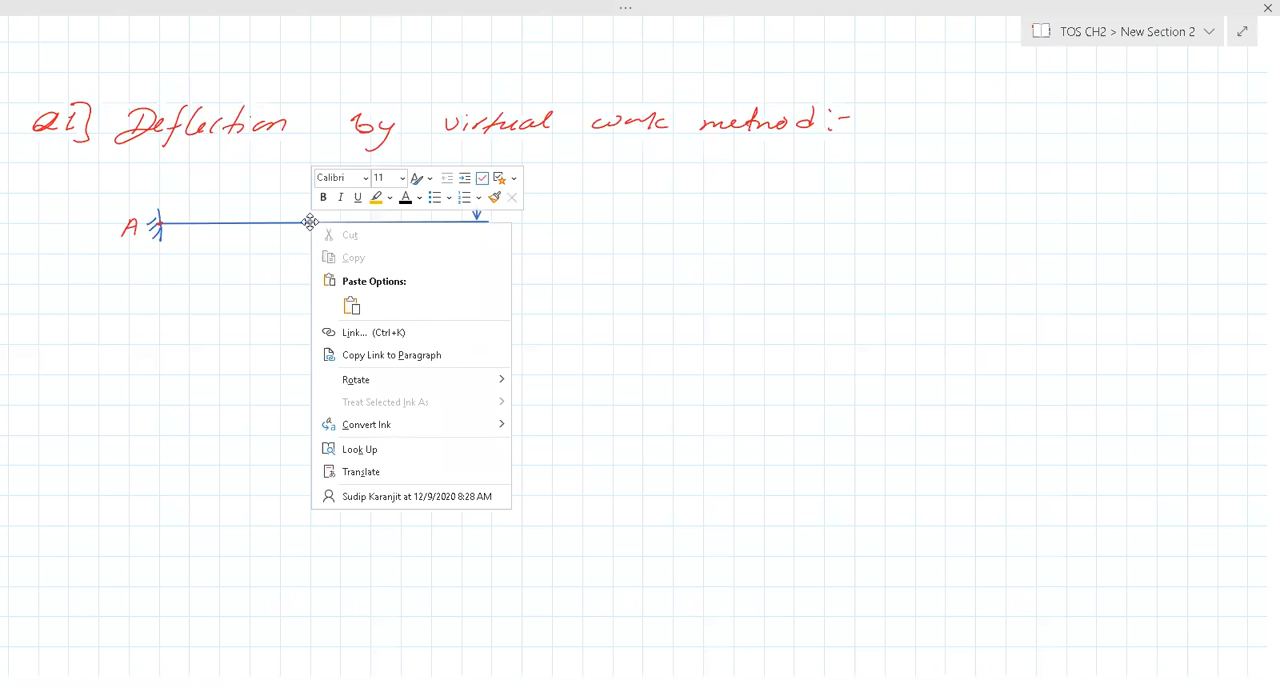 TOS CH2 > New Section 2
Q1] Deflection by virtual work method:-
Calibri 11
B I U A
A
Cut
Copy
Paste Options:
Link... (Ctrl+K)
Copy Link to Paragraph
Rotate
Treat Selected Ink As
Convert Ink
Look Up
Translate
Sudip Karanjit at 12/9/2020 8:28 AM